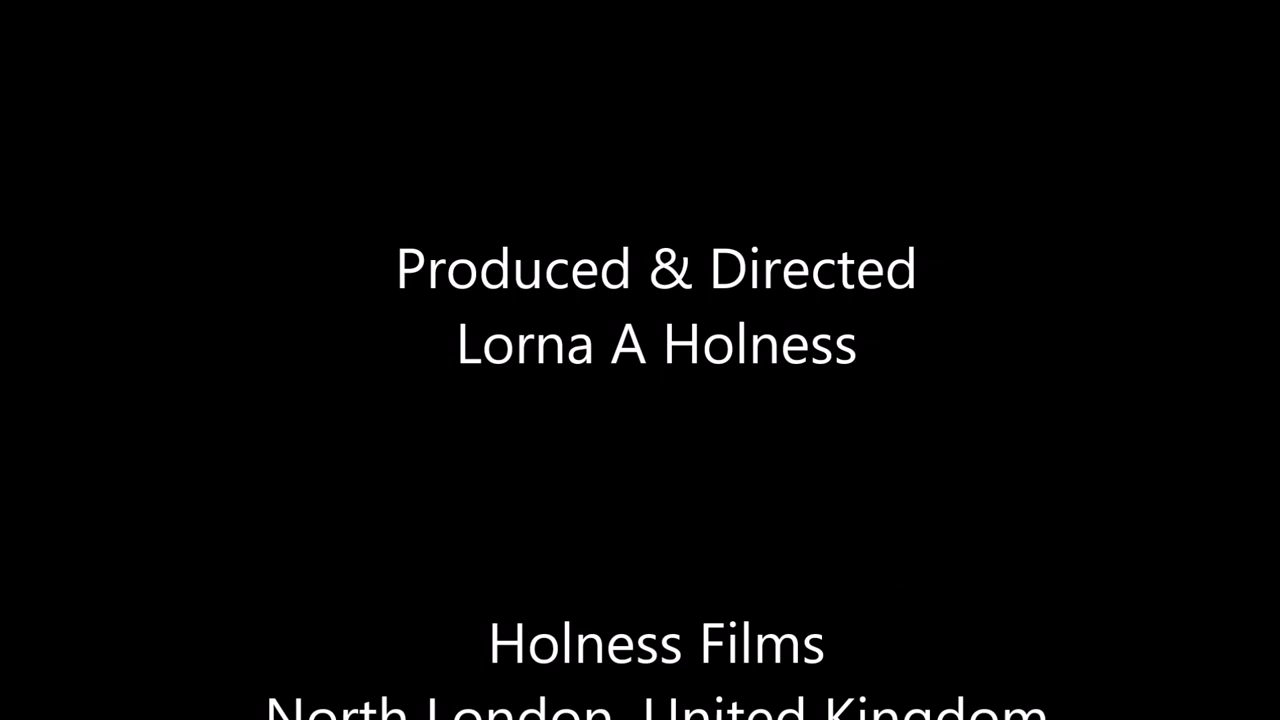 Produced & Directed
Lorna A Holness
Holness Films
North London, United Kingdom